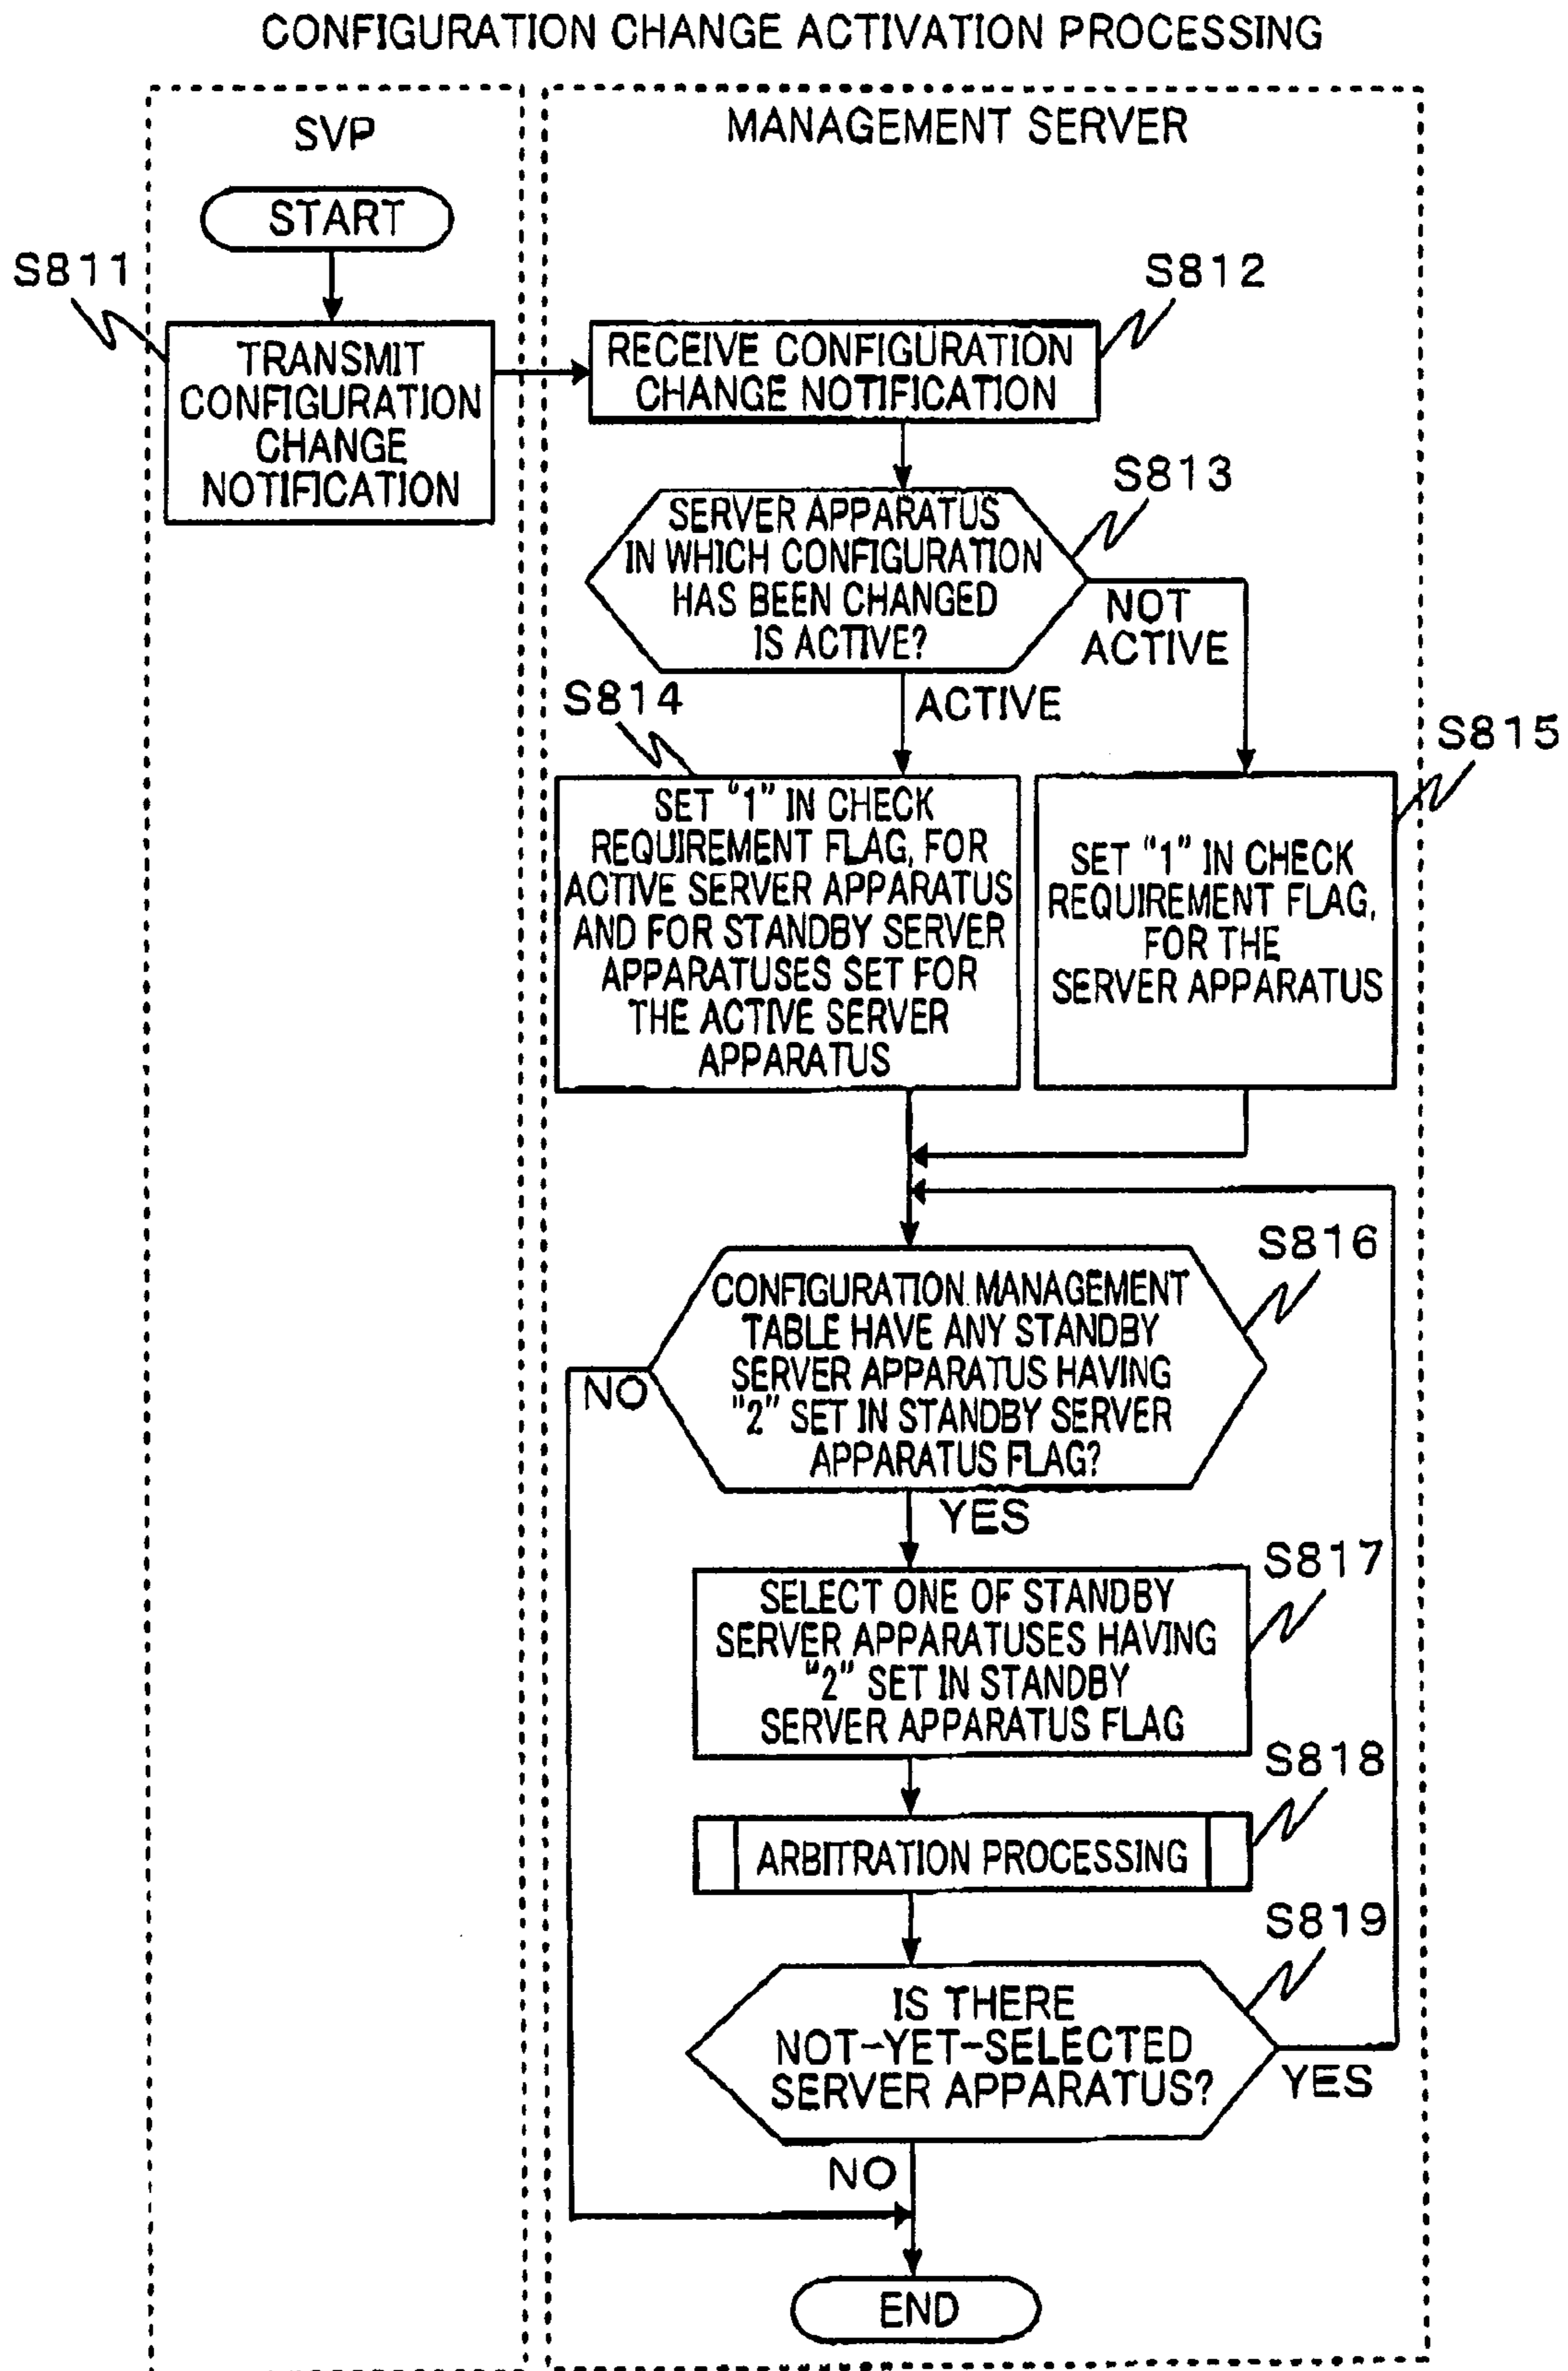 CONFIGURATION CHANGE ACTIVATION PROCESSING
SVP
MANAGEMENT SERVER
START
S811
TRANSMIT
CONFIGURATION
CHANGE
NOTIFICATION
S812
RECEIVE CONFIGURATION
CHANGE NOTIFICATION
S813
SERVER APPARATUS
IN WHICH CONFIGURATION
HAS BEEN CHANGED
IS ACTIVE?
NOT
ACTIVE
ACTIVE
S814
SET "1" IN CHECK
REQUIREMENT FLAG, FOR
ACTIVE SERVER APPARATUS
AND FOR STANDBY SERVER
APPARATUSES SET FOR
THE ACTIVE SERVER
APPARATUS
S815
SET "1" IN CHECK
REQUIREMENT FLAG,
FOR THE
SERVER APPARATUS
S816
CONFIGURATION MANAGEMENT
TABLE HAVE ANY STANDBY
SERVER APPARATUS HAVING
"2" SET IN STANDBY SERVER
APPARATUS FLAG?
NO
YES
S817
SELECT ONE OF STANDBY
SERVER APPARATUSES HAVING
"2" SET IN STANDBY
SERVER APPARATUS FLAG
S818
ARBITRATION PROCESSING
S819
IS THERE
NOT-YET-SELECTED
SERVER APPARATUS?
YES
NO
END